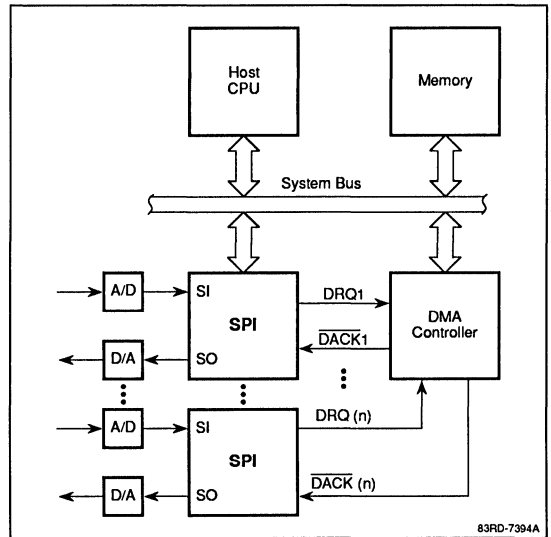 Host
CPU
Memory
System Bus
A/D
SI
SPI
DRQ1
DMA
Controller
DACK1
D/A
SO
A/D
SI
SPI
DRQ (n)
D/A
SO
DACK (n)
83RD-7394A